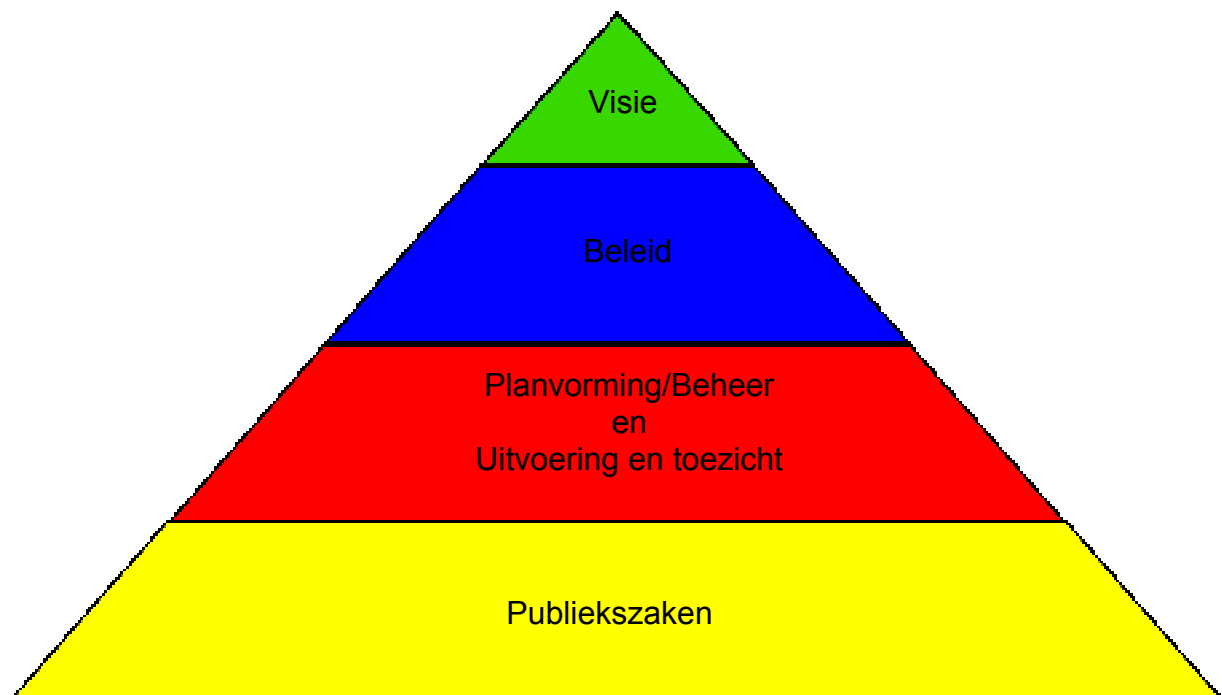 Visie
Beleid
Planvorming/Beheer
en
Uitvoering en toezicht
Publiekszaken